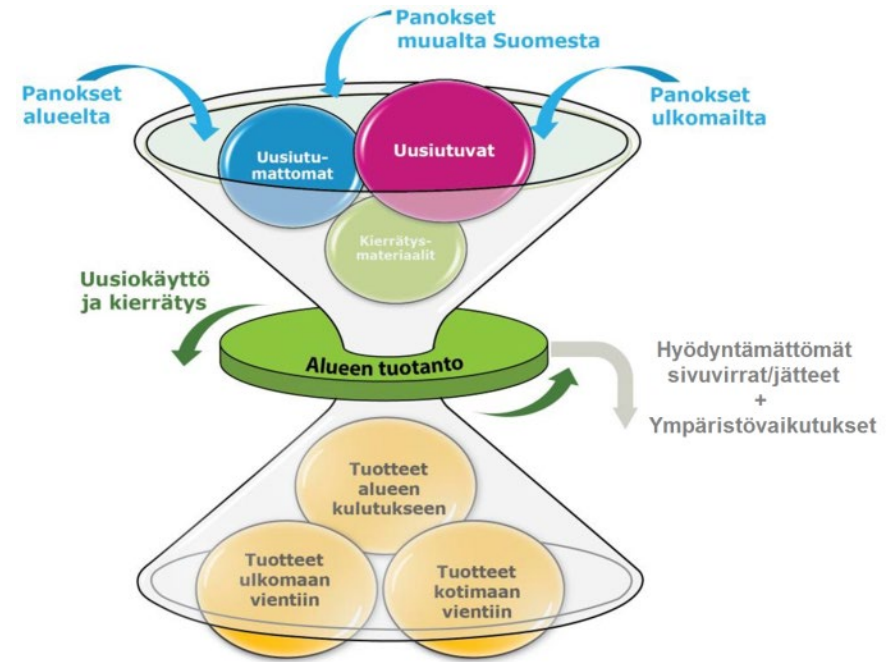 Panokset
muualta Suomesta
Panokset
alueelta
Panokset
ulkomailta
Uusiutu-
mattomat
Uusiutuvat
Kierrätys-
materiaalit
Uusiokäyttö
ja kierrätys
Alueen tuotanto
Hyödyntämättömät
sivuvirrat/jätteet
+
Ympäristövaikutukset
Tuotteet
alueen
kulutukseen
Tuotteet
ulkomaan
vientiin
Tuotteet
kotimaan
vientiin